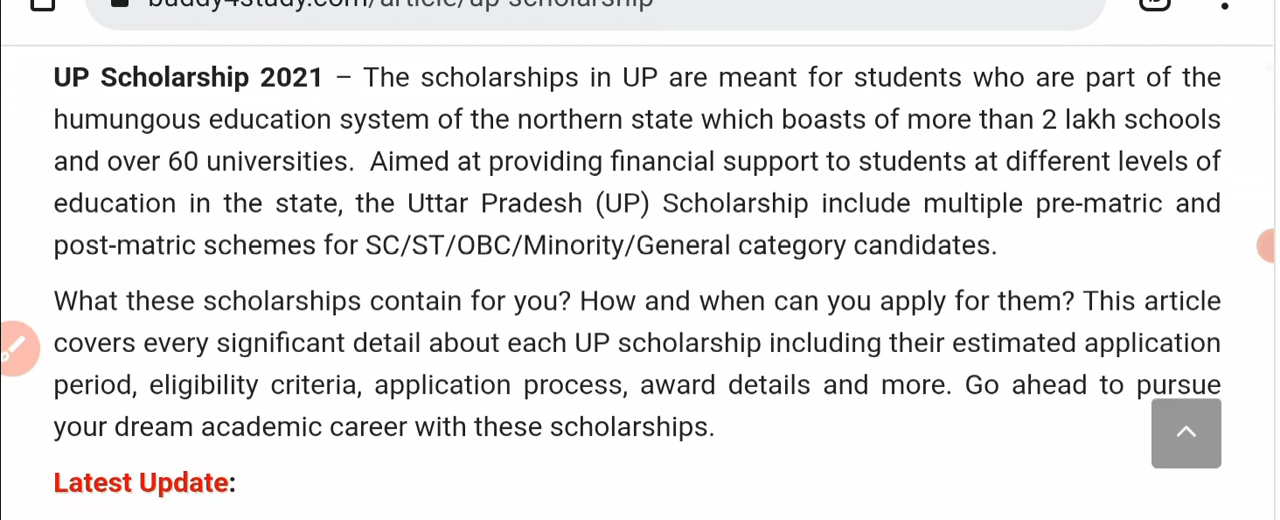 buddy4study.com/article/up-scholarship
UP Scholarship 2021 – The scholarships in UP are meant for students who are part of the
humungous education system of the northern state which boasts of more than 2 lakh schools
and over 60 universities. Aimed at providing financial support to students at different levels of
education in the state, the Uttar Pradesh (UP) Scholarship include multiple pre-matric and
post-matric schemes for SC/ST/OBC/Minority/General category candidates.
What these scholarships contain for you? How and when can you apply for them? This article
covers every significant detail about each UP scholarship including their estimated application
period, eligibility criteria, application process, award details and more. Go ahead to pursue
your dream academic career with these scholarships.
Latest Update: